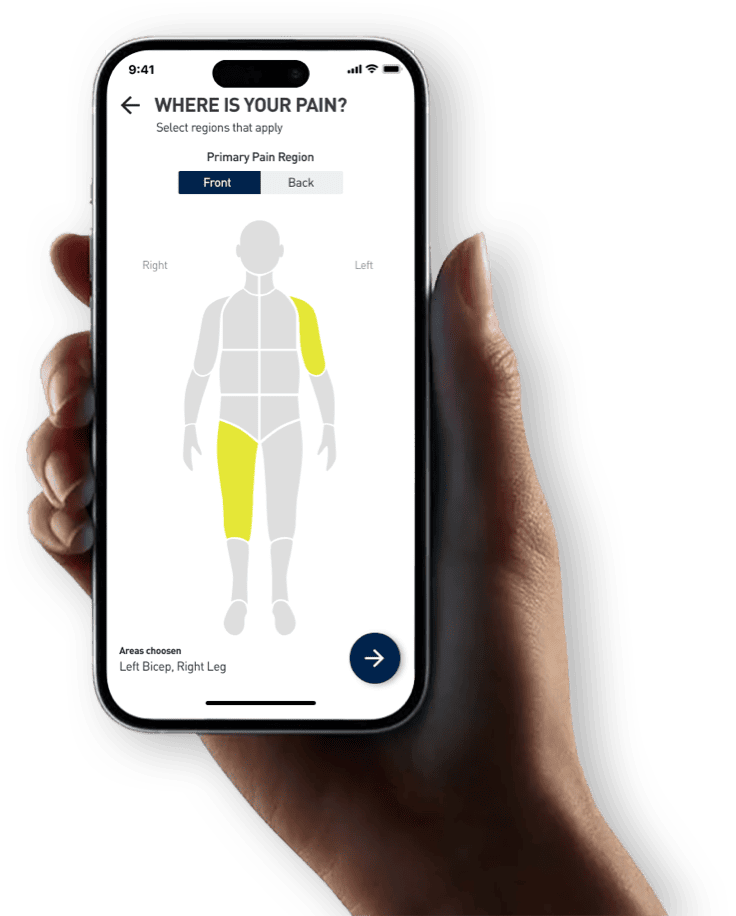 9:41
WHERE IS YOUR PAIN?
Select regions that apply
Primary Pain Region
Front Back
Right Left
Areas choosen
Left Bicep, Right Leg